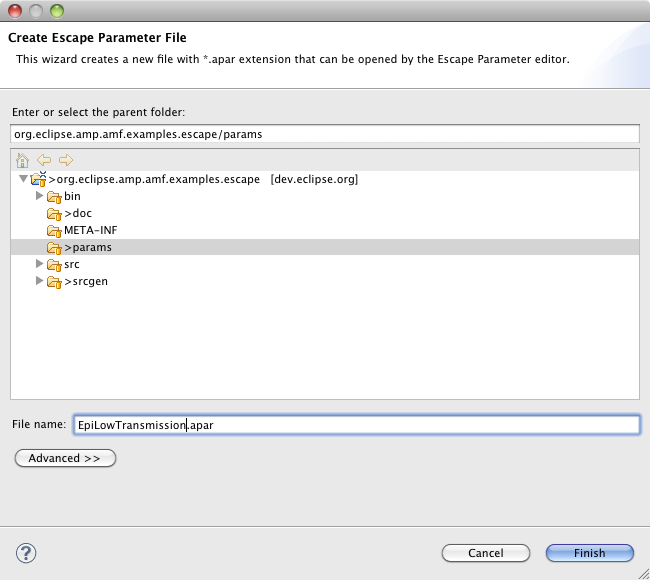 Create Escape Parameter File
This wizard creates a new file with *.apar extension that can be opened by the Escape Parameter editor.
Enter or select the parent folder:
org.eclipse.amp.amf.examples.escape/params
>org.eclipse.amp.amf.examples.escape [dev.eclipse.org]
bin
>doc
META-INF
>params
src
>srcgen
File name: EpiLowTransmission.apar
Advanced >>
? Cancel Finish